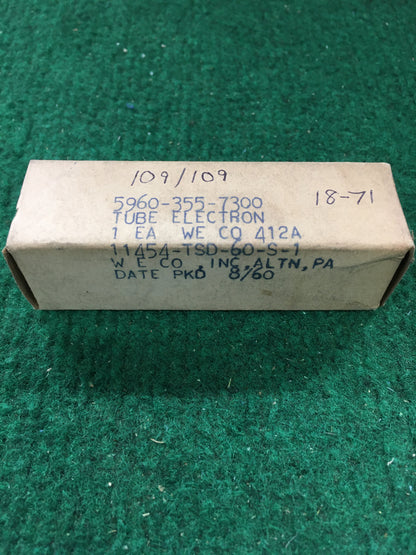 109/109
18-71
5960-355-7300
TUBE ELECTRON
1 EA WE CO 412A
11454-TSD-60-S-1
W E CO , INC, ALTN, PA
DATE PKD 8/60